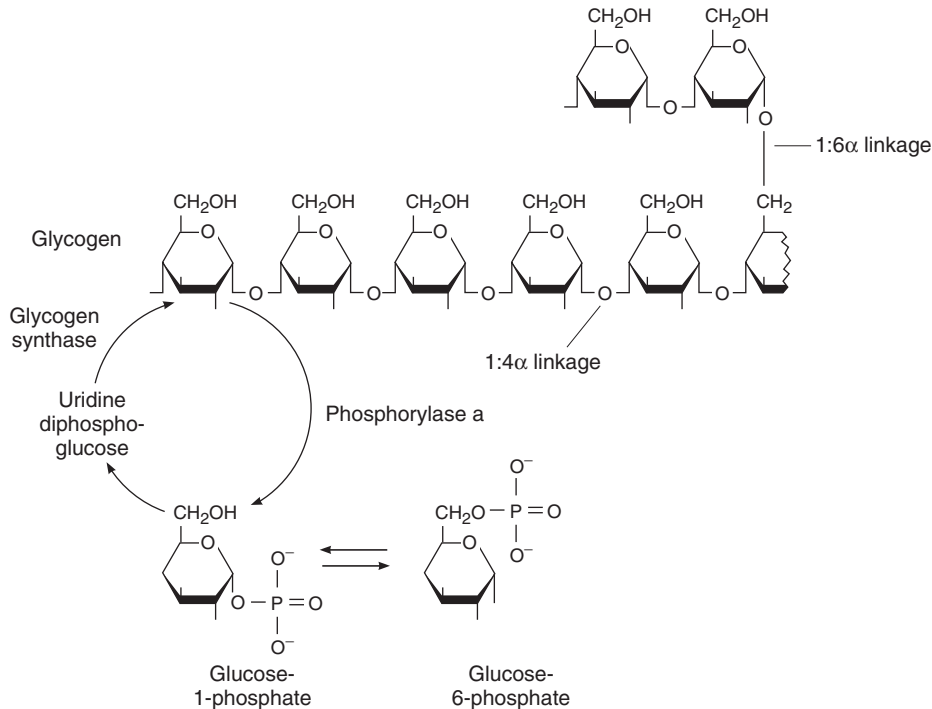 CH₂OH CH₂OH
O O
O O
1:6α linkage
CH₂OH CH₂OH CH₂OH CH₂OH CH₂OH CH₂
Glycogen
O O O O O
O O O O O
Glycogen
synthase
1:4α linkage
Uridine
diphospho-
glucose
Phosphorylase a
CH₂OH
O
O⁻
O–P=O
O⁻
O⁻
CH₂O–P=O
O⁻
O
Glucose-
1-phosphate
Glucose-
6-phosphate